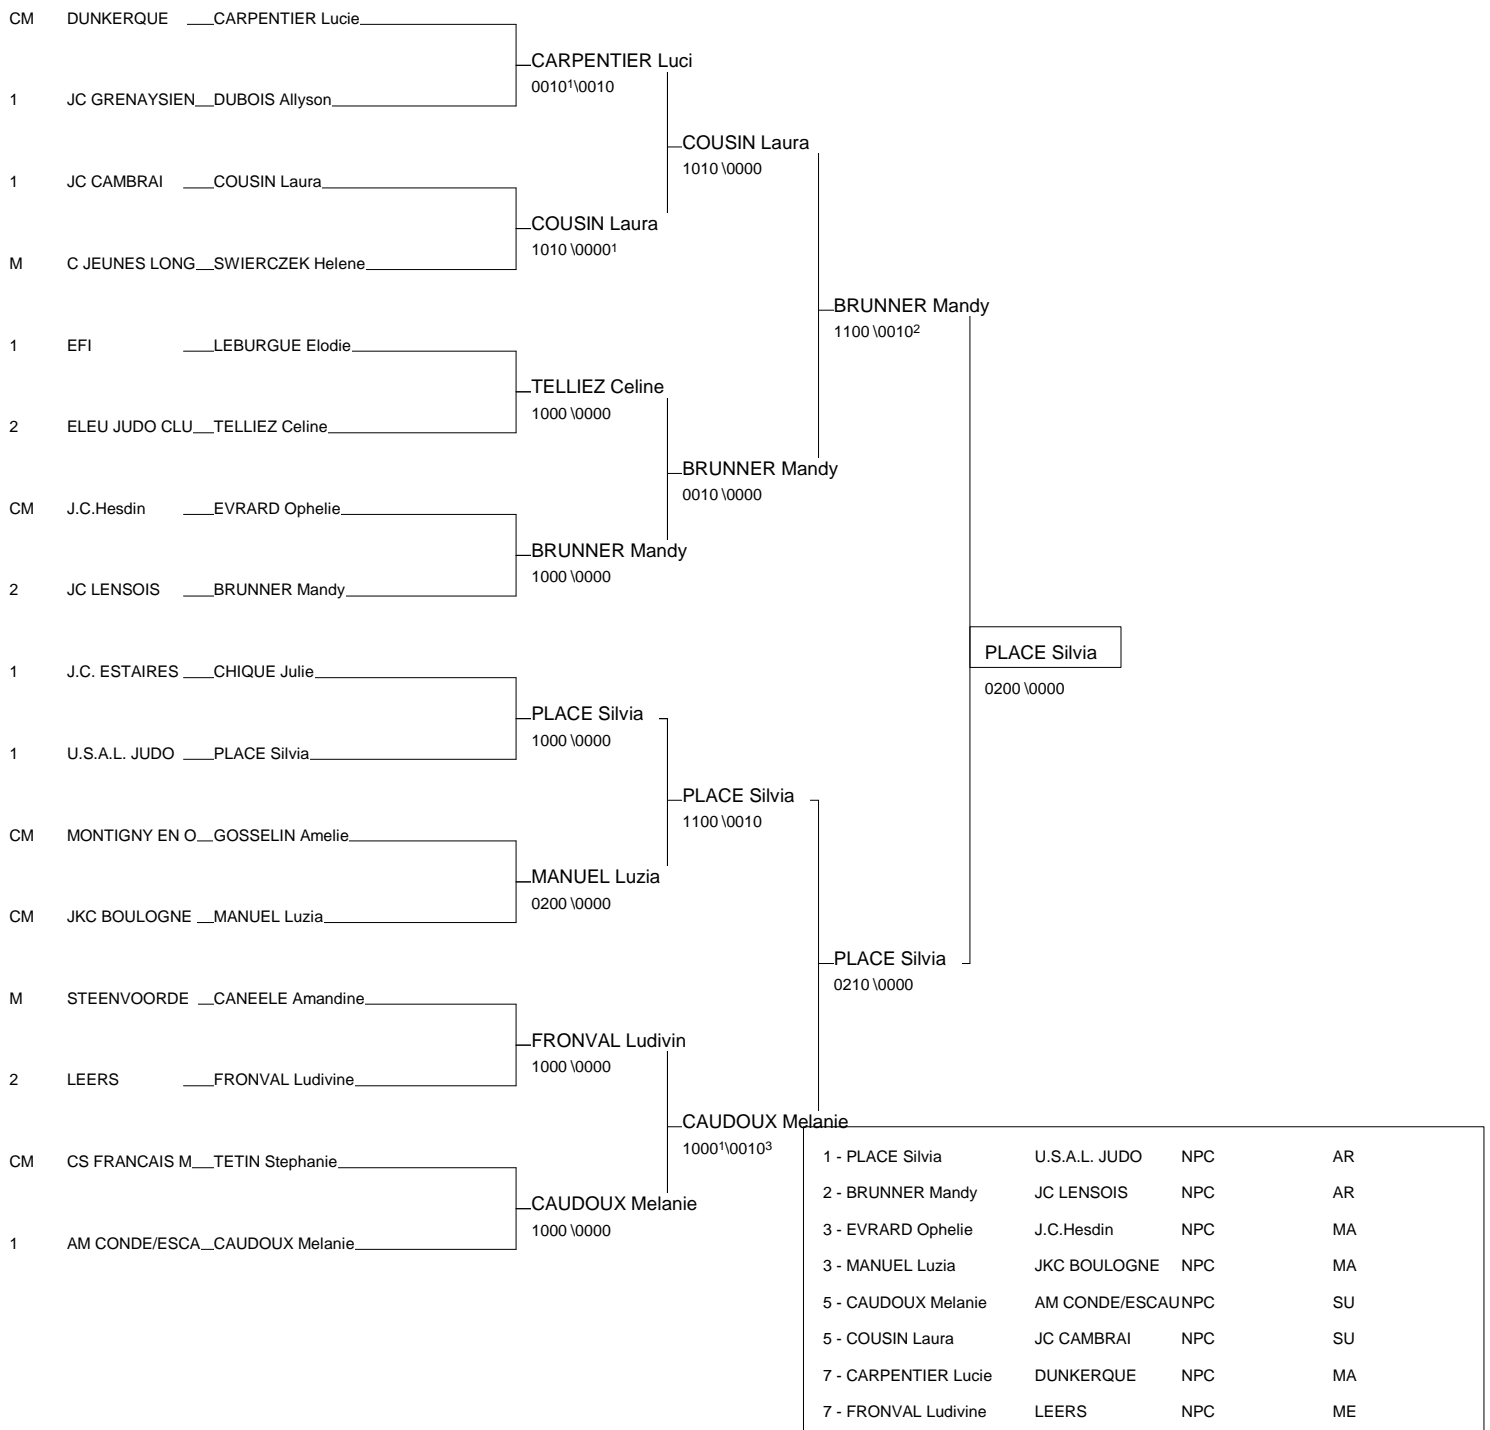 CM DUNKERQUE CARPENTIER Lucie
CARPENTIER Luci
0010¹\0010
1 JC GRENAYSIEN DUBOIS Allyson
COUSIN Laura
1010 \0000
1 JC CAMBRAI COUSIN Laura
COUSIN Laura
1010 \0000¹
M C JEUNES LONG SWIERCZEK Helene
BRUNNER Mandy
1100 \0010²
1 EFI LEBURGUE Elodie
TELLIEZ Celine
1000 \0000
2 ELEU JUDO CLU TELLIEZ Celine
BRUNNER Mandy
0010 \0000
CM J.C.Hesdin EVRARD Ophelie
BRUNNER Mandy
1000 \0000
2 JC LENSOIS BRUNNER Mandy
PLACE Silvia
0200 \0000
1 J.C. ESTAIRES CHIQUE Julie
PLACE Silvia
1000 \0000
1 U.S.A.L. JUDO PLACE Silvia
PLACE Silvia
1100 \0010
CM MONTIGNY EN O GOSSELIN Amelie
MANUEL Luzia
0200 \0000
CM JKC BOULOGNE MANUEL Luzia
PLACE Silvia
0210 \0000
M STEENVOORDE CANEELE Amandine
FRONVAL Ludivin
1000 \0000
2 LEERS FRONVAL Ludivine
CAUDOUX Melanie
1000¹\0010³
CM CS FRANCAIS M TETIN Stephanie
CAUDOUX Melanie
1000 \0000
1 AM CONDE/ESCA CAUDOUX Melanie
1 - PLACE Silvia U.S.A.L. JUDO NPC AR
2 - BRUNNER Mandy JC LENSOIS NPC AR
3 - EVRARD Ophelie J.C.Hesdin NPC MA
3 - MANUEL Luzia JKC BOULOGNE NPC MA
5 - CAUDOUX Melanie AM CONDE/ESCAU NPC SU
5 - COUSIN Laura JC CAMBRAI NPC SU
7 - CARPENTIER Lucie DUNKERQUE NPC MA
7 - FRONVAL Ludivine LEERS NPC ME